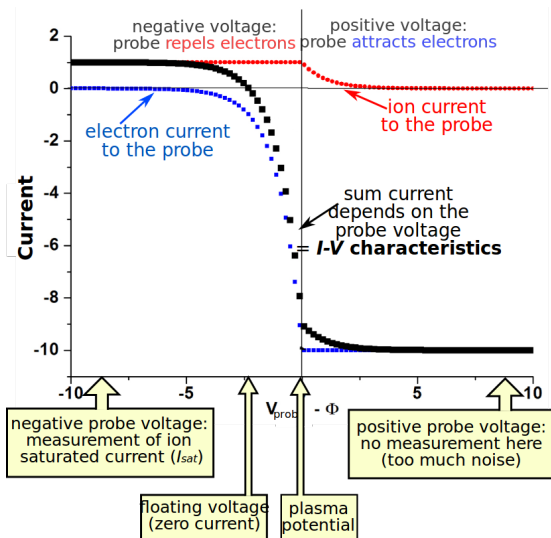 negative voltage:
probe repels electrons
positive voltage:
probe attracts electrons
2
0
-2
-4
-6
-8
-10
Current
electron current
to the probe
ion current
to the probe
sum current
depends on the
probe voltage
= I-V characteristics
-10
-5
5
10
Vprob - Φ
negative probe voltage:
measurement of ion
saturated current (Isat)
positive probe voltage:
no measurement here
(too much noise)
floating voltage
(zero current)
plasma
potential